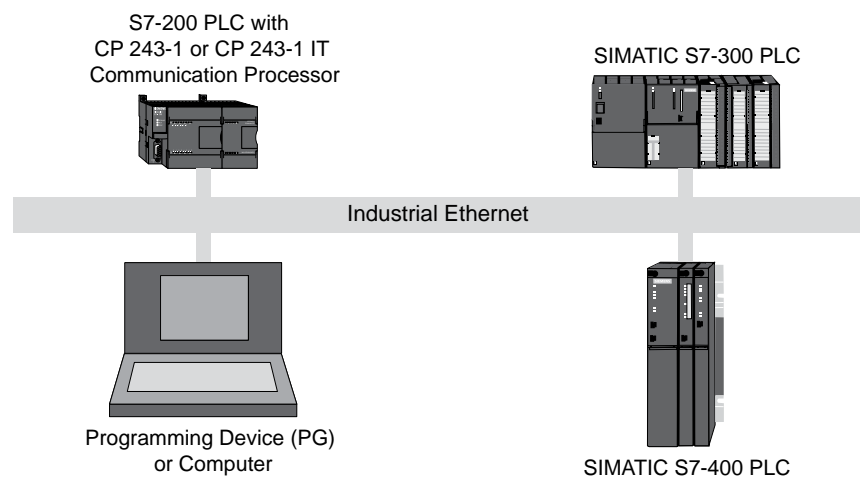 S7-200 PLC with
CP 243-1 or CP 243-1 IT
Communication Processor
SIMATIC S7-300 PLC
Industrial Ethernet
Programming Device (PG)
or Computer
SIMATIC S7-400 PLC